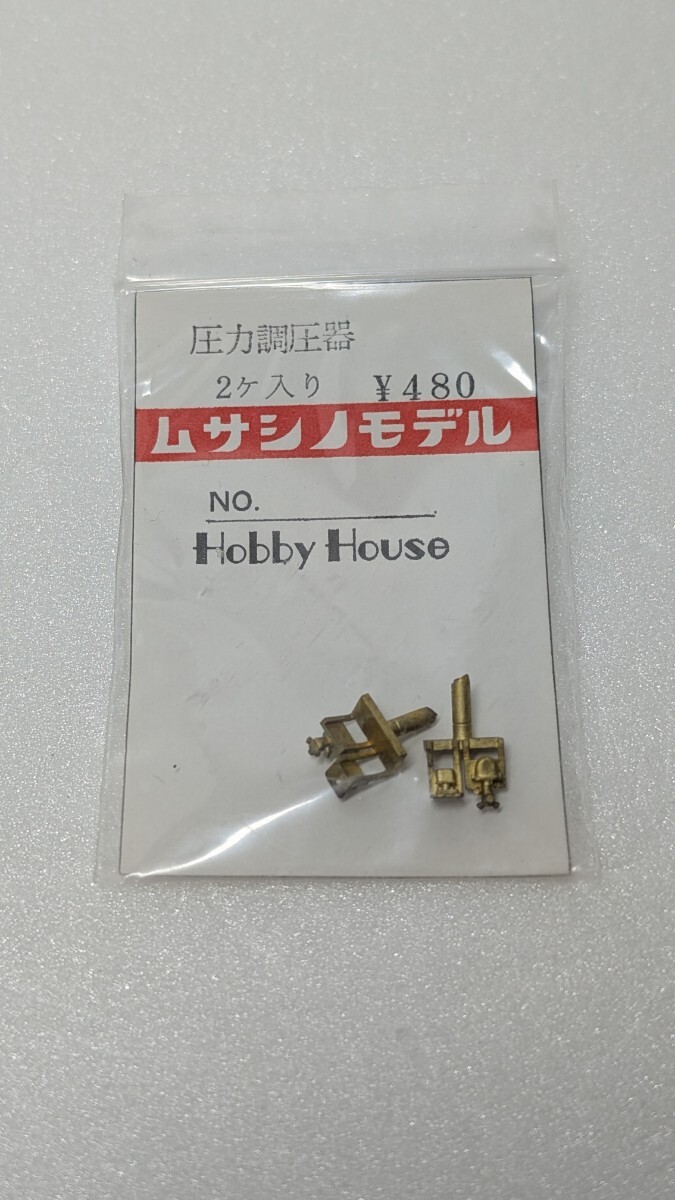 圧力調圧器
2ケ入り ¥480
ムサシノモデル
NO.
Hobby House